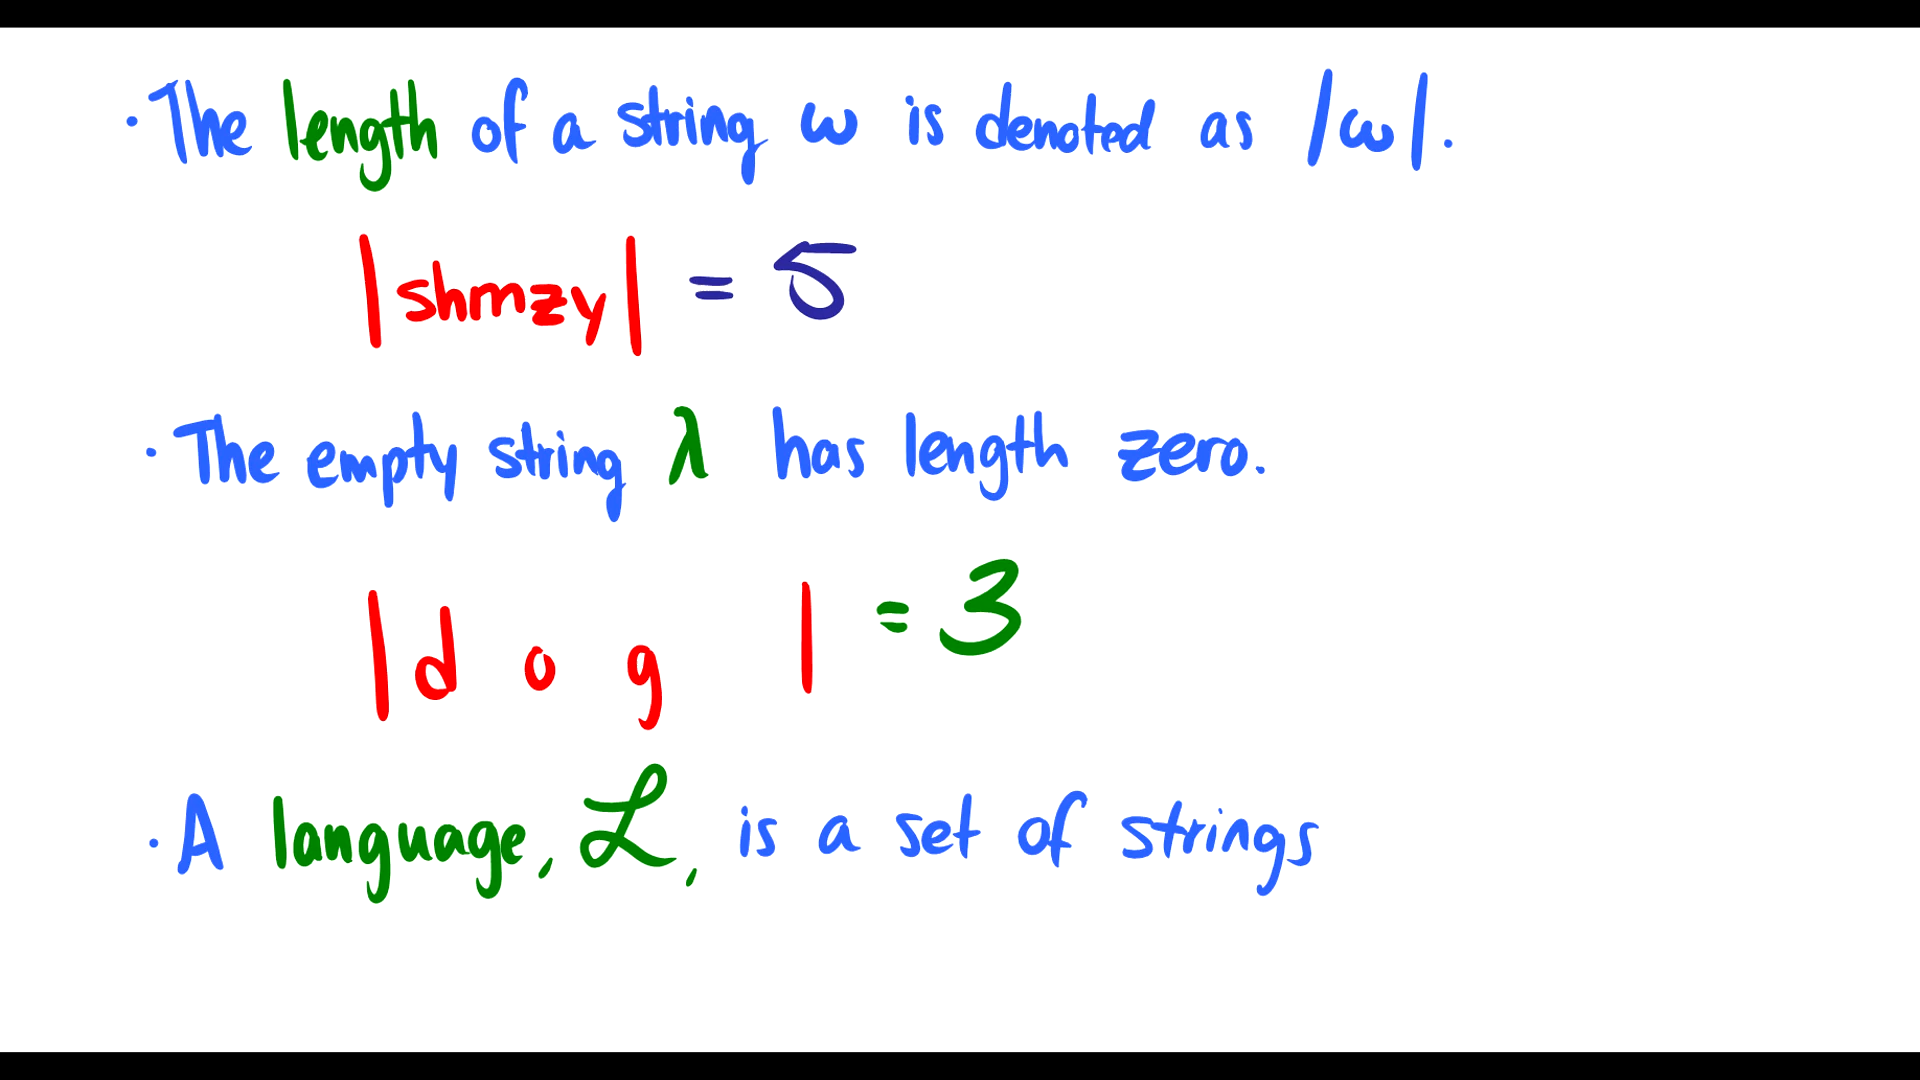 · The length of a string w is denoted as |w|.
|shmzy| = 5
· The empty string λ has length zero.
|d o g | = 3
· A language, ℒ, is a set of strings